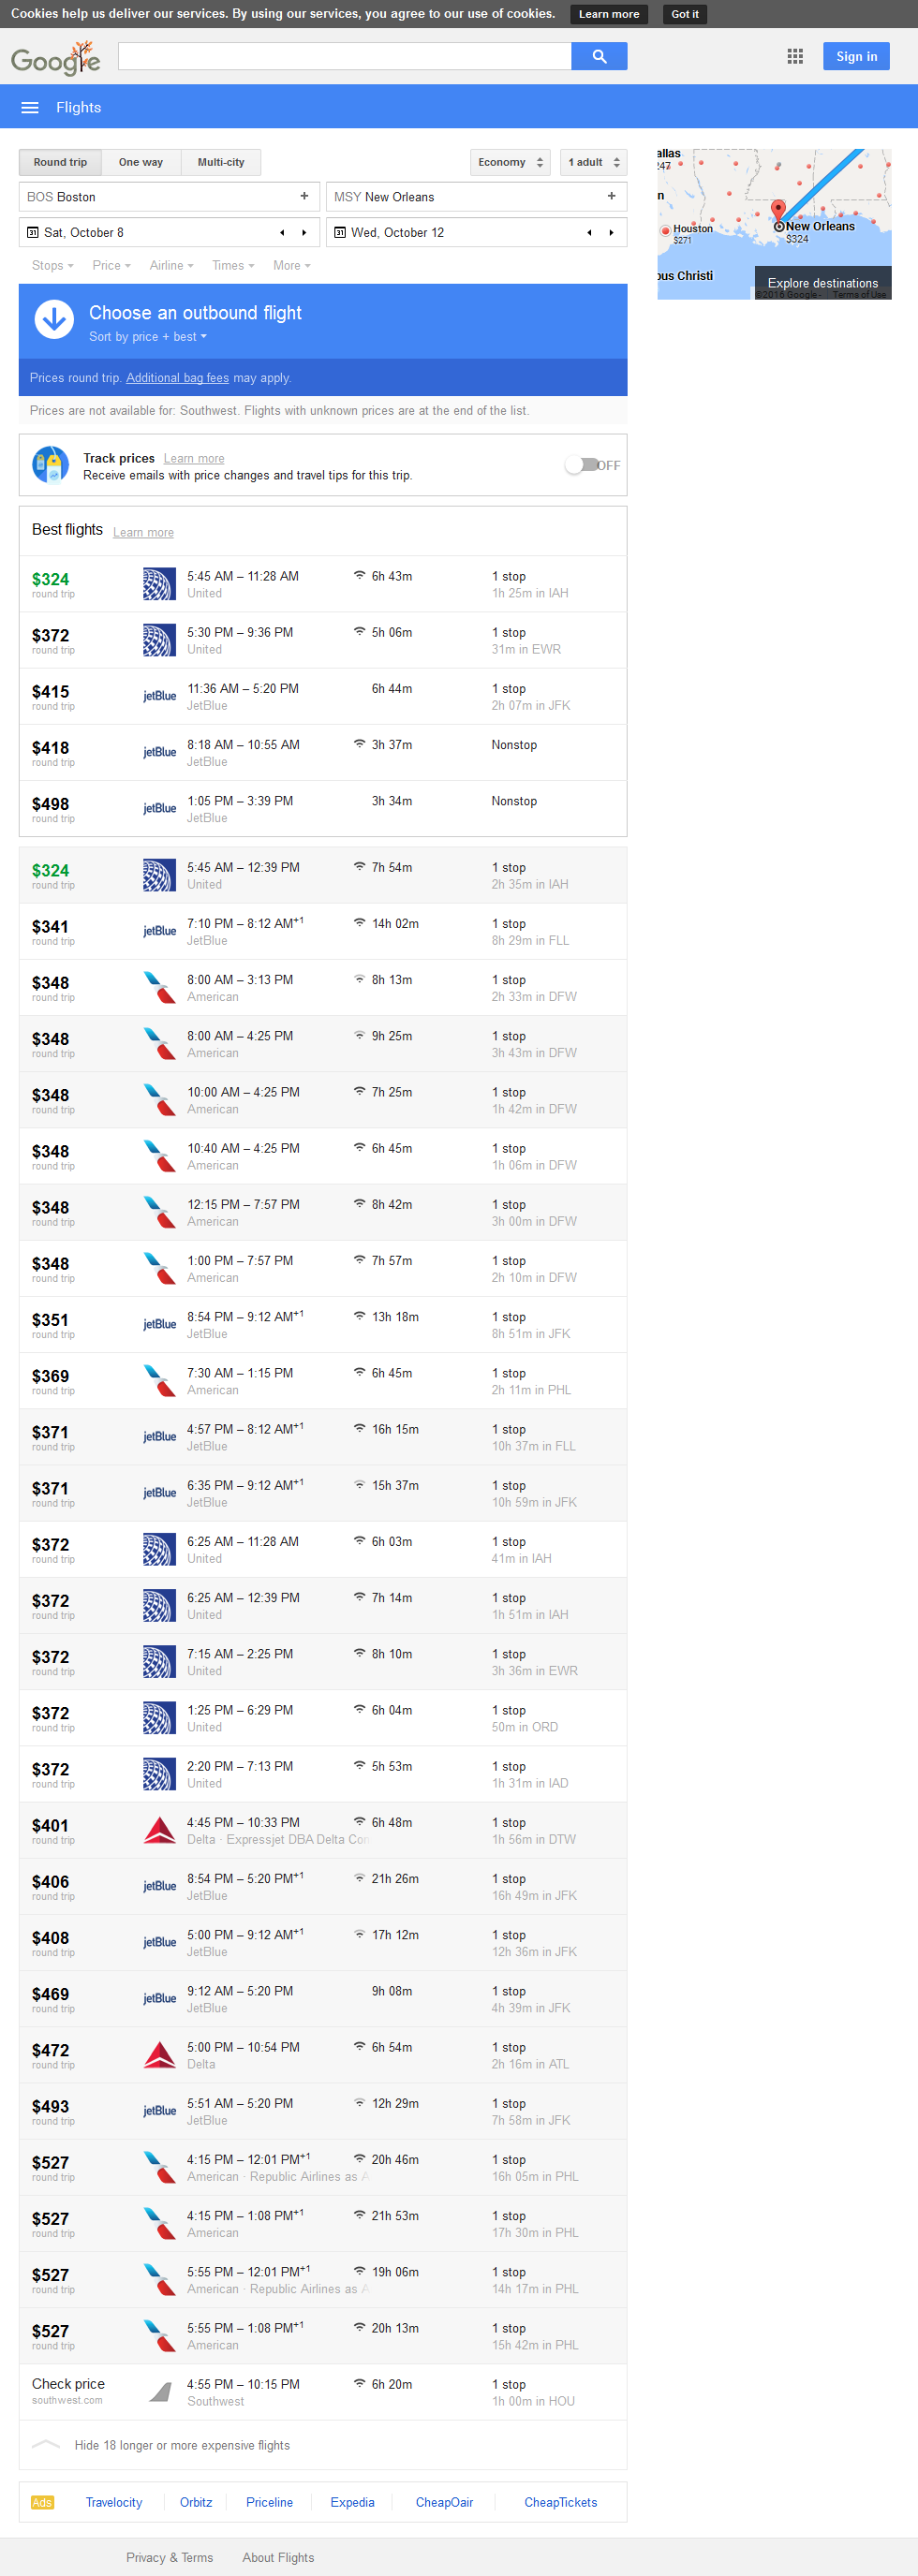 Cookies help us deliver our services. By using our services, you agree to our use of cookies. Learn more Got it
Google Sign in
Flights
Round trip One way Multi-city Economy 1 adult
BOS Boston + MSY New Orleans +
Sat, October 8 Wed, October 12
Stops Price Airline Times More
allas
247
n
Houston
$271
New Orleans
$324
pus Christi
Explore destinations
©2016 Google - Terms of Use
Choose an outbound flight
Sort by price + best
Prices round trip. Additional bag fees may apply.
Prices are not available for: Southwest. Flights with unknown prices are at the end of the list.
Track prices Learn more
Receive emails with price changes and travel tips for this trip. OFF
Best flights Learn more
$324 5:45 AM – 11:28 AM 6h 43m 1 stop
round trip United 1h 25m in IAH
$372 5:30 PM – 9:36 PM 5h 06m 1 stop
round trip United 31m in EWR
$415 jetBlue 11:36 AM – 5:20 PM 6h 44m 1 stop
round trip JetBlue 2h 07m in JFK
$418 jetBlue 8:18 AM – 10:55 AM 3h 37m Nonstop
round trip JetBlue
$498 jetBlue 1:05 PM – 3:39 PM 3h 34m Nonstop
round trip JetBlue
$324 5:45 AM – 12:39 PM 7h 54m 1 stop
round trip United 2h 35m in IAH
$341 jetBlue 7:10 PM – 8:12 AM+1 14h 02m 1 stop
round trip JetBlue 8h 29m in FLL
$348 8:00 AM – 3:13 PM 8h 13m 1 stop
round trip American 2h 33m in DFW
$348 8:00 AM – 4:25 PM 9h 25m 1 stop
round trip American 3h 43m in DFW
$348 10:00 AM – 4:25 PM 7h 25m 1 stop
round trip American 1h 42m in DFW
$348 10:40 AM – 4:25 PM 6h 45m 1 stop
round trip American 1h 06m in DFW
$348 12:15 PM – 7:57 PM 8h 42m 1 stop
round trip American 3h 00m in DFW
$348 1:00 PM – 7:57 PM 7h 57m 1 stop
round trip American 2h 10m in DFW
$351 jetBlue 8:54 PM – 9:12 AM+1 13h 18m 1 stop
round trip JetBlue 8h 51m in JFK
$369 7:30 AM – 1:15 PM 6h 45m 1 stop
round trip American 2h 11m in PHL
$371 jetBlue 4:57 PM – 8:12 AM+1 16h 15m 1 stop
round trip JetBlue 10h 37m in FLL
$371 jetBlue 6:35 PM – 9:12 AM+1 15h 37m 1 stop
round trip JetBlue 10h 59m in JFK
$372 6:25 AM – 11:28 AM 6h 03m 1 stop
round trip United 41m in IAH
$372 6:25 AM – 12:39 PM 7h 14m 1 stop
round trip United 1h 51m in IAH
$372 7:15 AM – 2:25 PM 8h 10m 1 stop
round trip United 3h 36m in EWR
$372 1:25 PM – 6:29 PM 6h 04m 1 stop
round trip United 50m in ORD
$372 2:20 PM – 7:13 PM 5h 53m 1 stop
round trip United 1h 31m in IAD
$401 4:45 PM – 10:33 PM 6h 48m 1 stop
round trip Delta · Expressjet DBA Delta Con 1h 56m in DTW
$406 jetBlue 8:54 PM – 5:20 PM+1 21h 26m 1 stop
round trip JetBlue 16h 49m in JFK
$408 jetBlue 5:00 PM – 9:12 AM+1 17h 12m 1 stop
round trip JetBlue 12h 36m in JFK
$469 jetBlue 9:12 AM – 5:20 PM 9h 08m 1 stop
round trip JetBlue 4h 39m in JFK
$472 5:00 PM – 10:54 PM 6h 54m 1 stop
round trip Delta 2h 16m in ATL
$493 jetBlue 5:51 AM – 5:20 PM 12h 29m 1 stop
round trip JetBlue 7h 58m in JFK
$527 4:15 PM – 12:01 PM+1 20h 46m 1 stop
round trip American · Republic Airlines as A 16h 05m in PHL
$527 4:15 PM – 1:08 PM+1 21h 53m 1 stop
round trip American 17h 30m in PHL
$527 5:55 PM – 12:01 PM+1 19h 06m 1 stop
round trip American · Republic Airlines as A 14h 17m in PHL
$527 5:55 PM – 1:08 PM+1 20h 13m 1 stop
round trip American 15h 42m in PHL
Check price 4:55 PM – 10:15 PM 6h 20m 1 stop
southwest.com Southwest 1h 00m in HOU
Hide 18 longer or more expensive flights
Ads Travelocity Orbitz Priceline Expedia CheapOair CheapTickets
Privacy & Terms About Flights